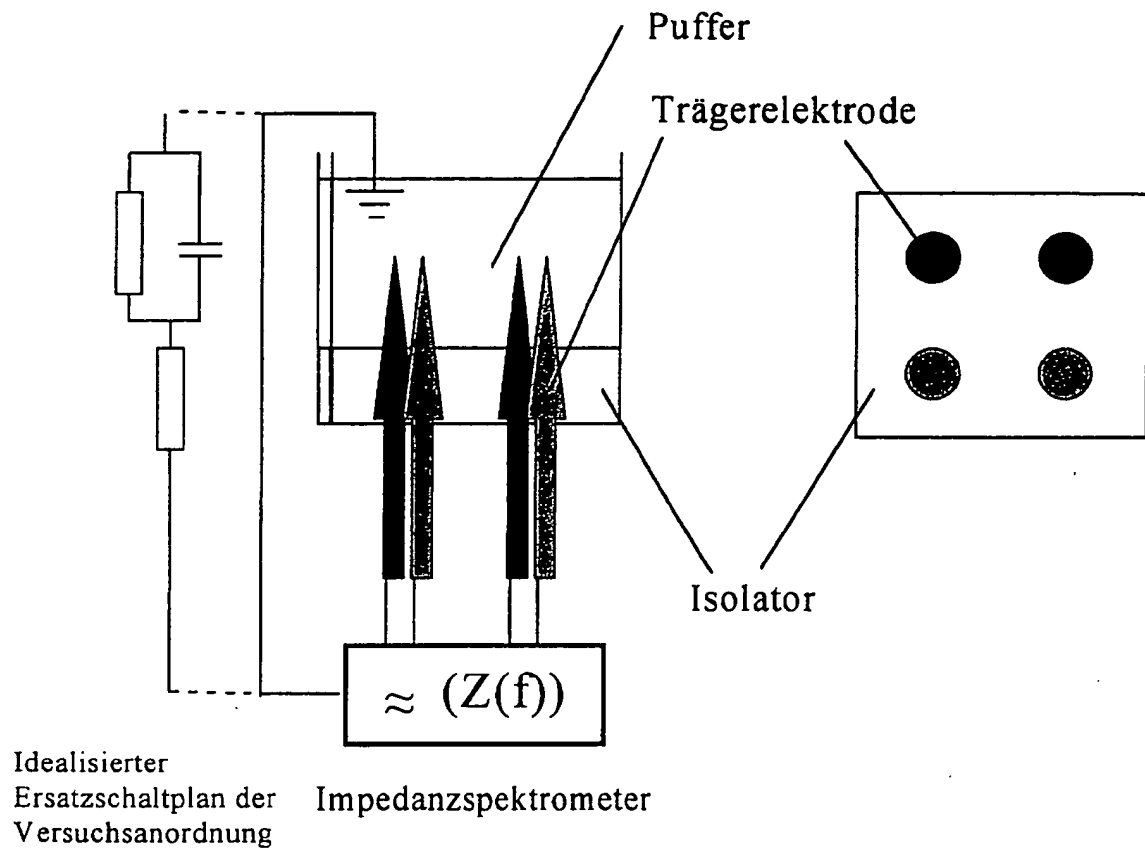 Puffer
Trägerelektrode
Isolator
≈ (Z(f))
Idealisierter
Ersatzschaltplan der
Versuchsanordnung
Impedanzspektrometer